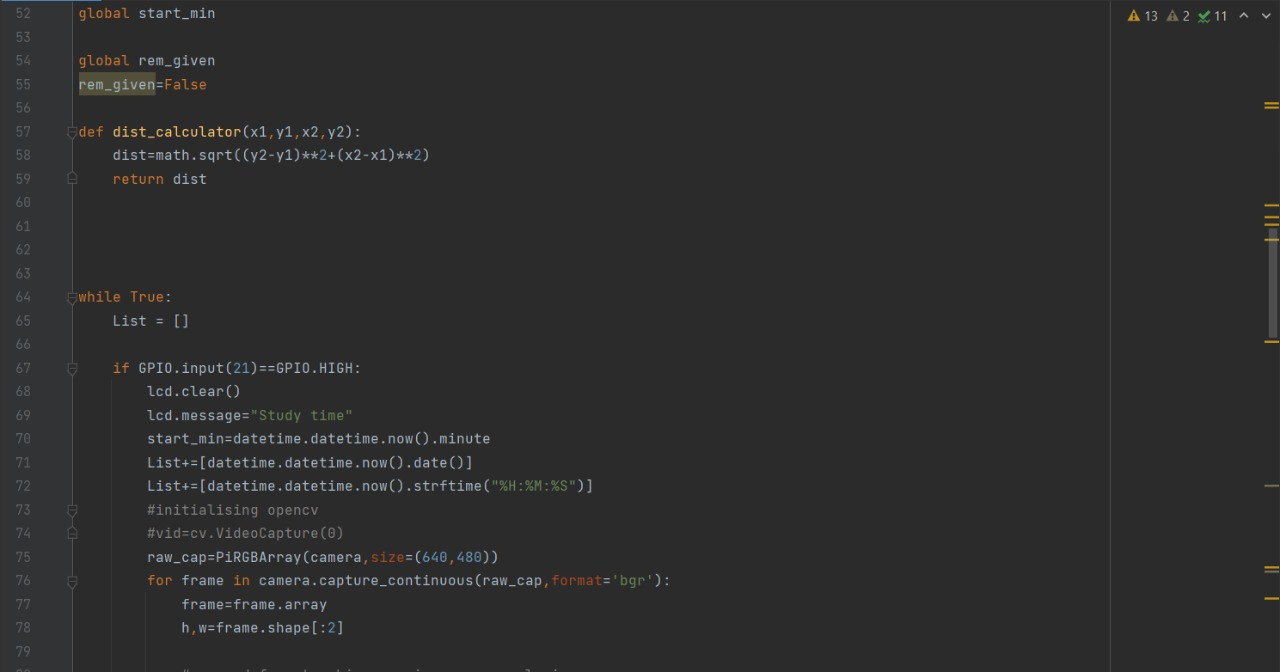 52 global start_min
53
54 global rem_given
55 rem_given=False
56
57 def dist_calculator(x1,y1,x2,y2):
58     dist=math.sqrt((y2-y1)**2+(x2-x1)**2)
59     return dist
60
61
62
63
64 while True:
65     List = []
66
67     if GPIO.input(21)==GPIO.HIGH:
68         lcd.clear()
69         lcd.message="Study time"
70         start_min=datetime.datetime.now().minute
71         List+=[datetime.datetime.now().date()]
72         List+=[datetime.datetime.now().strftime("%H:%M:%S")]
73         #initialising opencv
74         #vid=cv.VideoCapture(0)
75         raw_cap=PiRGBArray(camera,size=(640,480))
76         for frame in camera.capture_continuous(raw_cap,format='bgr'):
77             frame=frame.array
78             h,w=frame.shape[:2]
79
13 2 11